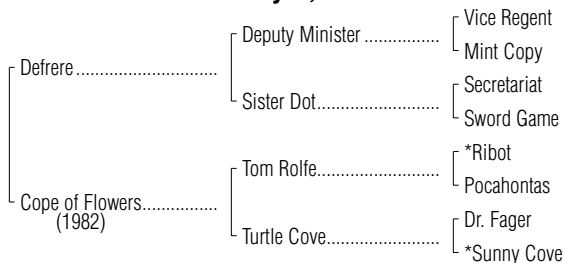 Vice Regent
Deputy Minister ................
Mint Copy
Defrere ..............................
Secretariat
Sister Dot..........................
Sword Game
*Ribot
Tom Rolfe..........................
Pocahontas
Cope of Flowers................
(1982)
Dr. Fager
Turtle Cove........................
*Sunny Cove